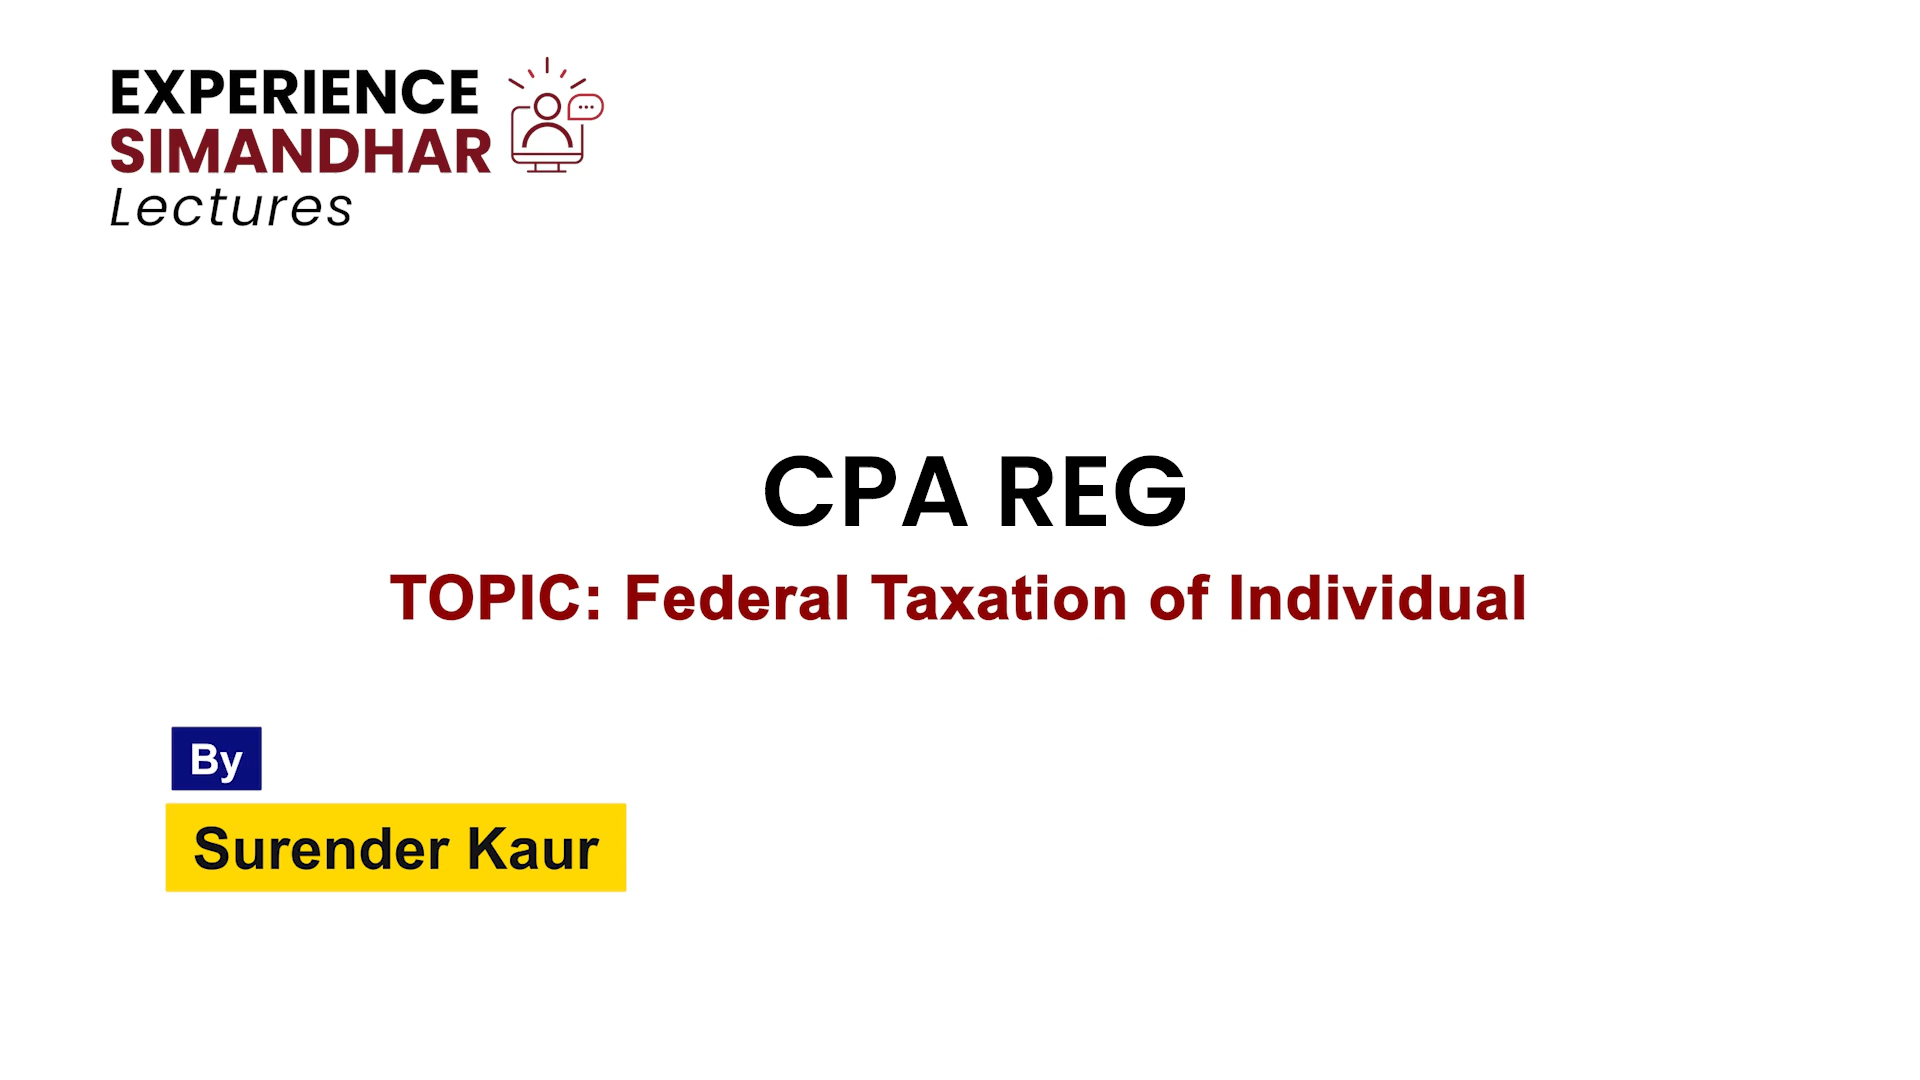 EXPERIENCE
SIMANDHAR
Lectures
CPA REG
TOPIC: Federal Taxation of Individual
By
Surender Kaur